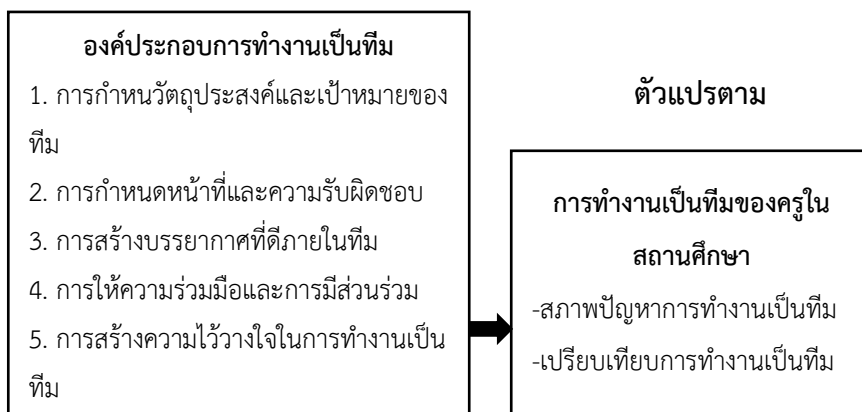 องค์ประกอบการทำงานเป็นทีม
1. การกำหนวัตถุประสงค์และเป้าหมายของ
ทีม
2. การกำหนดหน้าที่และความรับผิดชอบ
3. การสร้างบรรยากาศที่ดีภายในทีม
4. การให้ความร่วมมือและการมีส่วนร่วม
5. การสร้างความไว้วางใจในการทำงานเป็น
ทีม
ตัวแปรตาม
การทำงานเป็นทีมของครูใน
สถานศึกษา
-สภาพปัญหาการทำงานเป็นทีม
-เปรียบเทียบการทำงานเป็นทีม